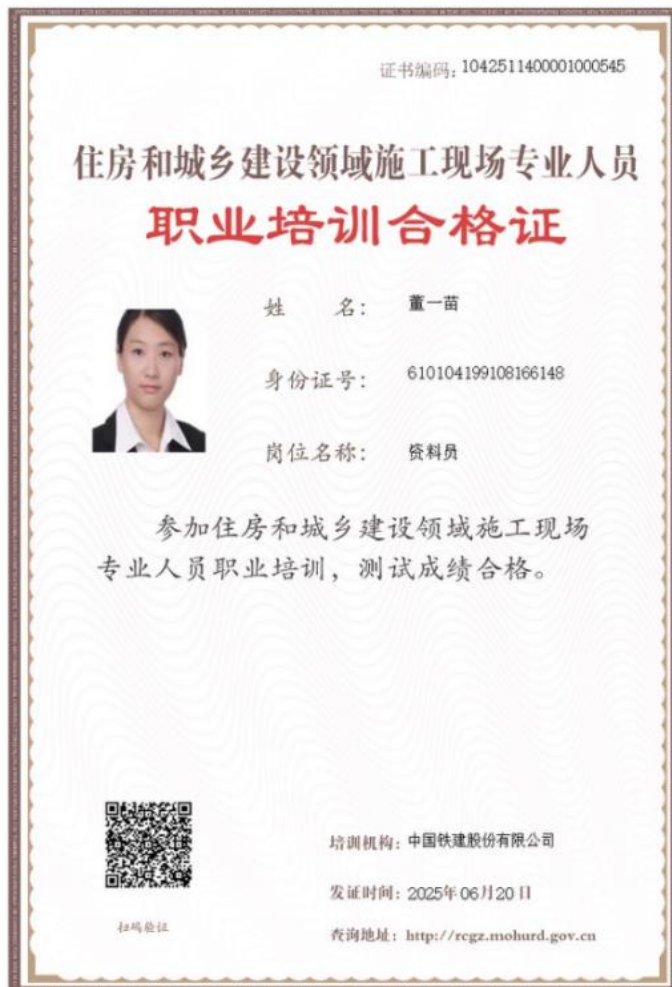 证书编码：1042511400001000545
住房和城乡建设领域施工现场专业人员
职业培训合格证
姓 名： 董一苗
身份证号： 610104199108166148
岗位名称： 资料员
参加住房和城乡建设领域施工现场
专业人员职业培训，测试成绩合格。
培训机构：中国铁建股份有限公司
发证时间：2025年06月20日
扫码验证
查询地址：http://rcgz.mohurd.gov.cn